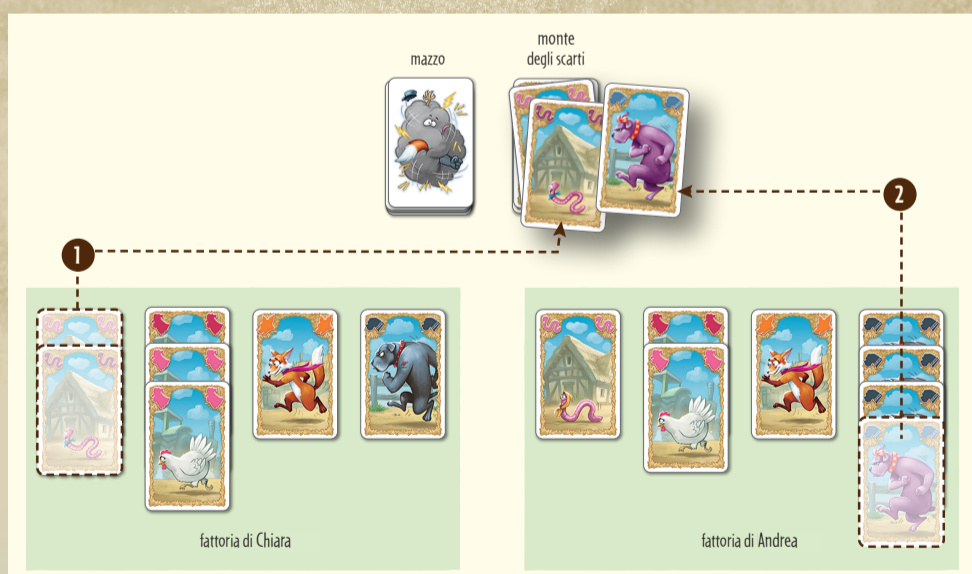 mazzo
monte
degli scarti
1
2
fattoria di Chiara
fattoria di Andrea